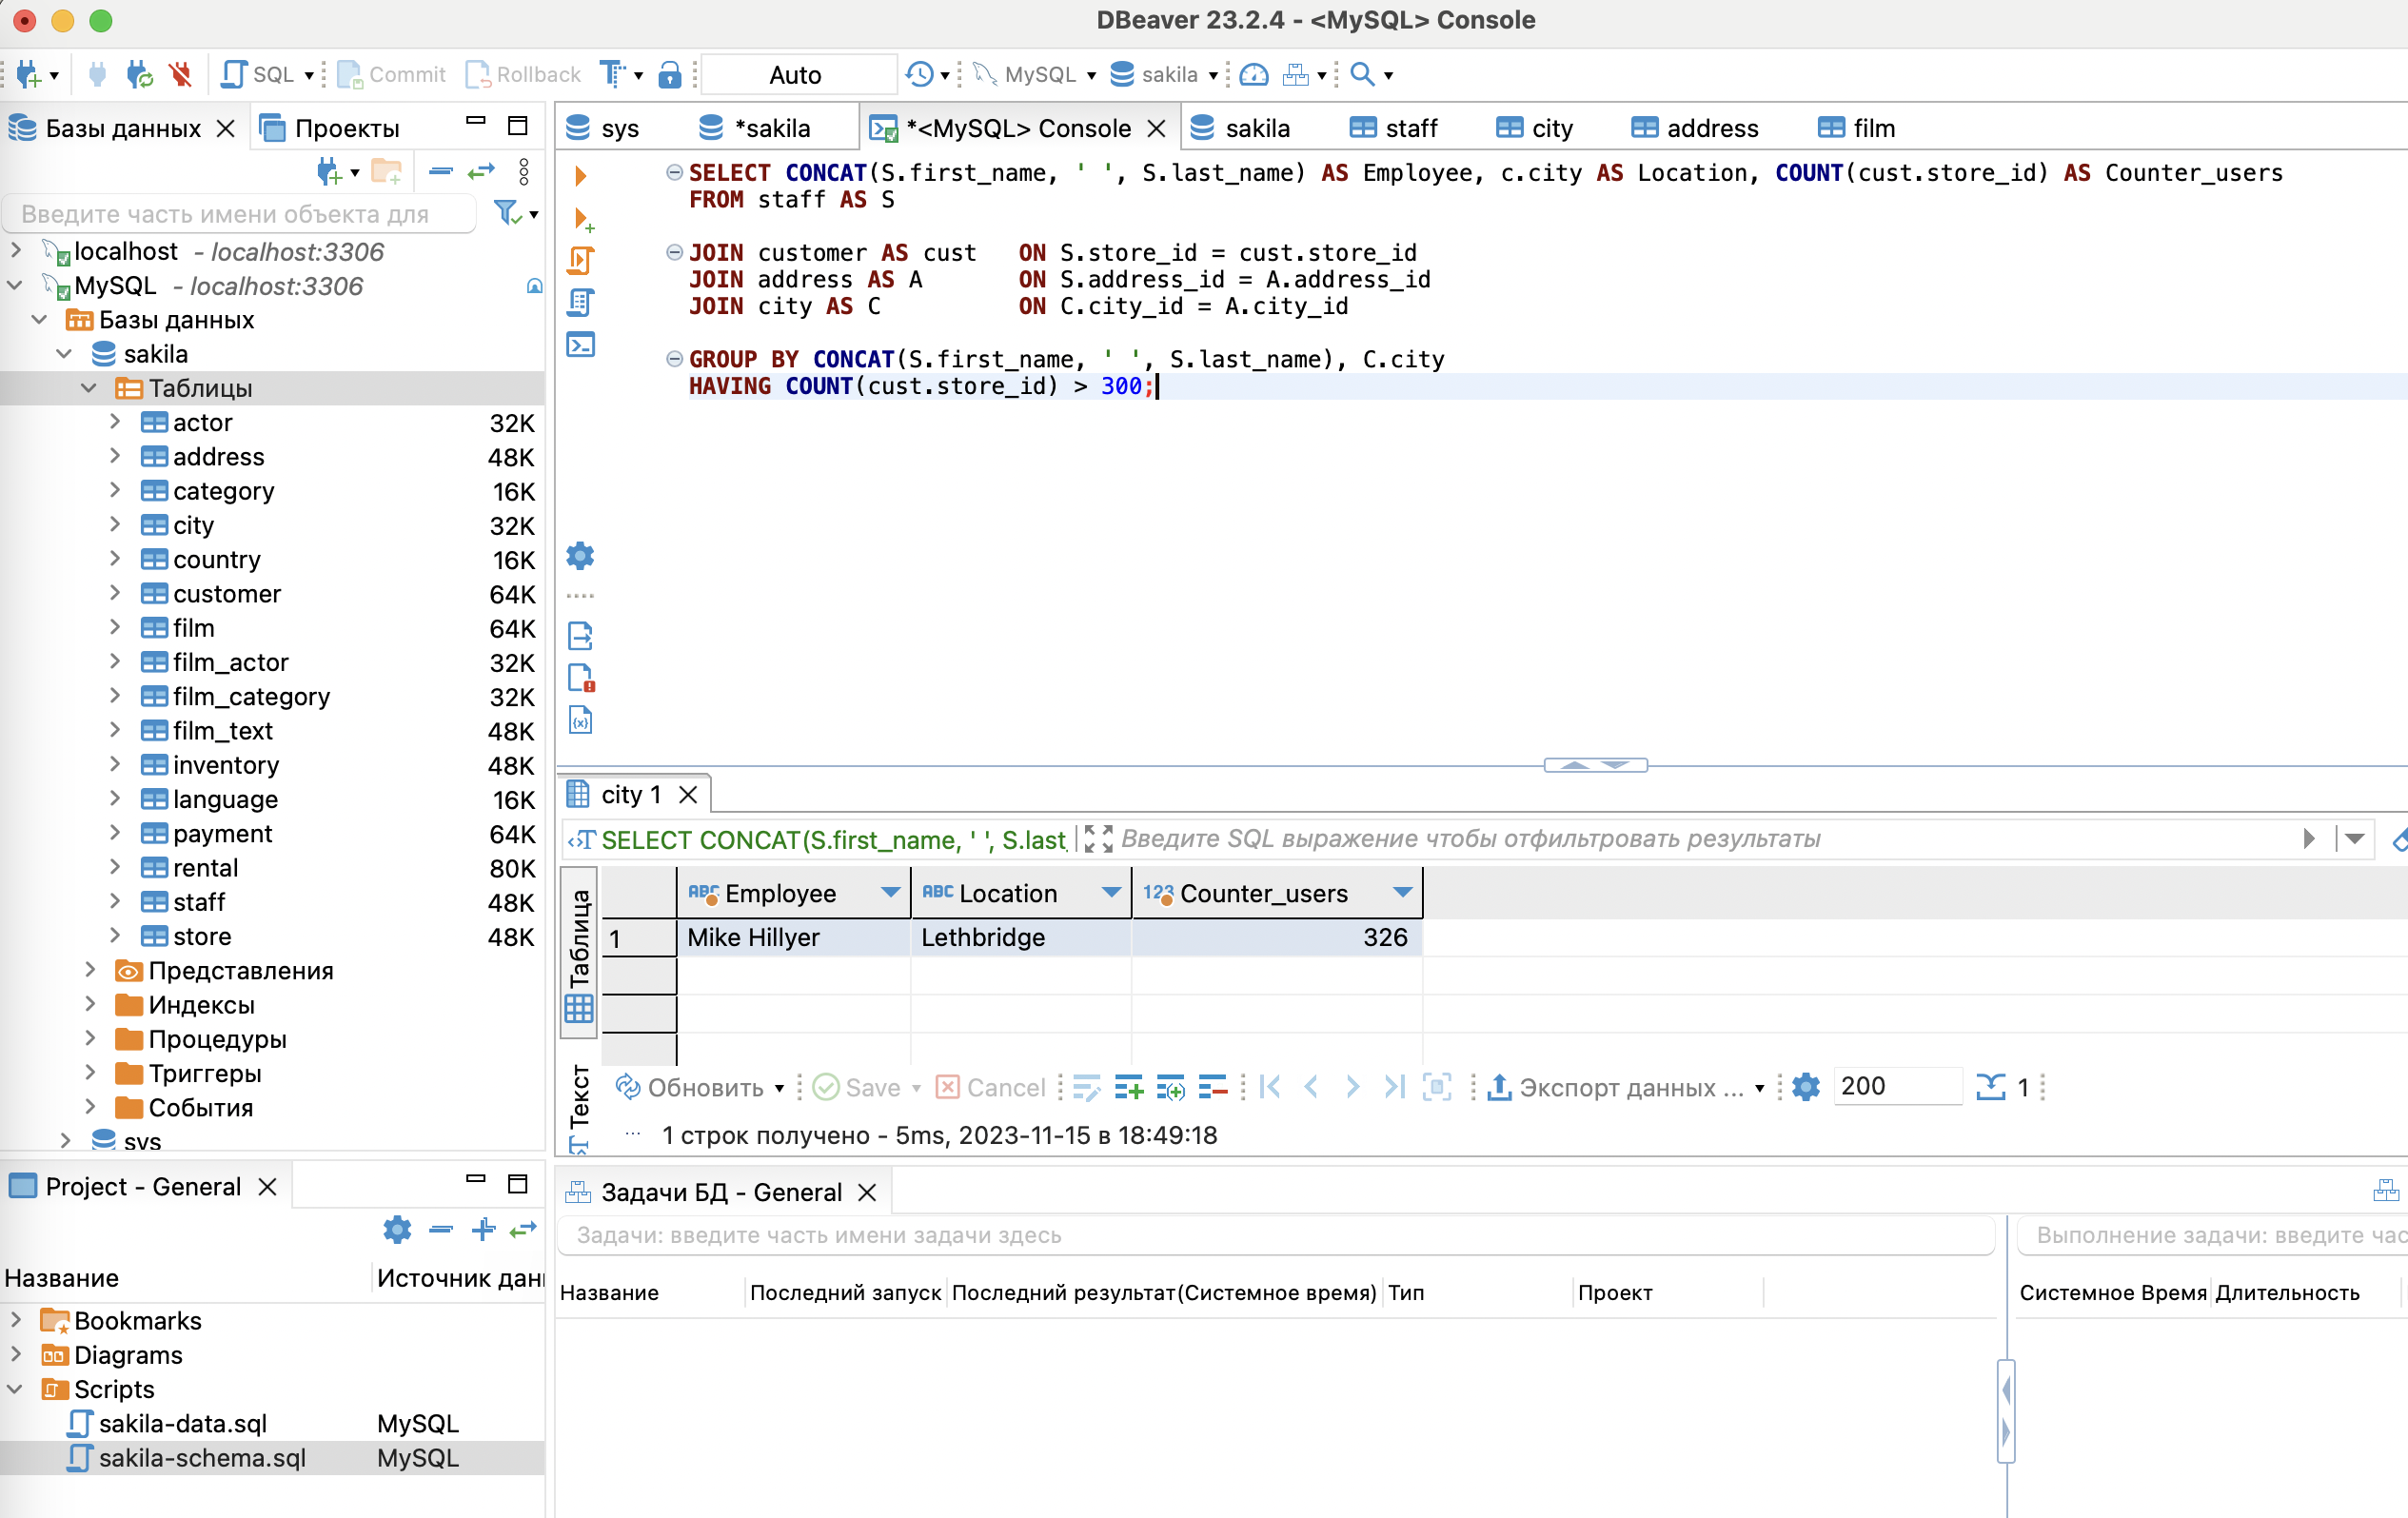 DBeaver 23.2.4 - <MySQL> Console
SQL Commit Rollback Auto MySQL sakila
Базы данных Проекты
sys *sakila *<MySQL> Console sakila staff city address film
Введите часть имени объекта для
localhost - localhost:3306
MySQL - localhost:3306
Базы данных
sakila
Таблицы
actor 32K
address 48K
category 16K
city 32K
country 16K
customer 64K
film 64K
film_actor 32K
film_category 32K
film_text 48K
inventory 48K
language 16K
payment 64K
rental 80K
staff 48K
store 48K
Представления
Индексы
Процедуры
Триггеры
События
sys
SELECT CONCAT(S.first_name, ' ', S.last_name) AS Employee, c.city AS Location, COUNT(cust.store_id) AS Counter_users
FROM staff AS S
JOIN customer AS cust ON S.store_id = cust.store_id
JOIN address AS A ON S.address_id = A.address_id
JOIN city AS C ON C.city_id = A.city_id
GROUP BY CONCAT(S.first_name, ' ', S.last_name), C.city
HAVING COUNT(cust.store_id) > 300;
city 1
SELECT CONCAT(S.first_name, ' ', S.last_ Введите SQL выражение чтобы отфильтровать результаты
Таблица
Текст
Employee Location Counter_users
1 Mike Hillyer Lethbridge 326
Обновить Save Cancel Экспорт данных ... 200 1
1 строк получено - 5ms, 2023-11-15 в 18:49:18
Project - General
Название Источник дан
Bookmarks
Diagrams
Scripts
sakila-data.sql MySQL
sakila-schema.sql MySQL
Задачи БД - General
Задачи: введите часть имени задачи здесь
Выполнение задачи: введите час
Название Последний запуск Последний результат(Системное время) Тип Проект
Системное Время Длительность